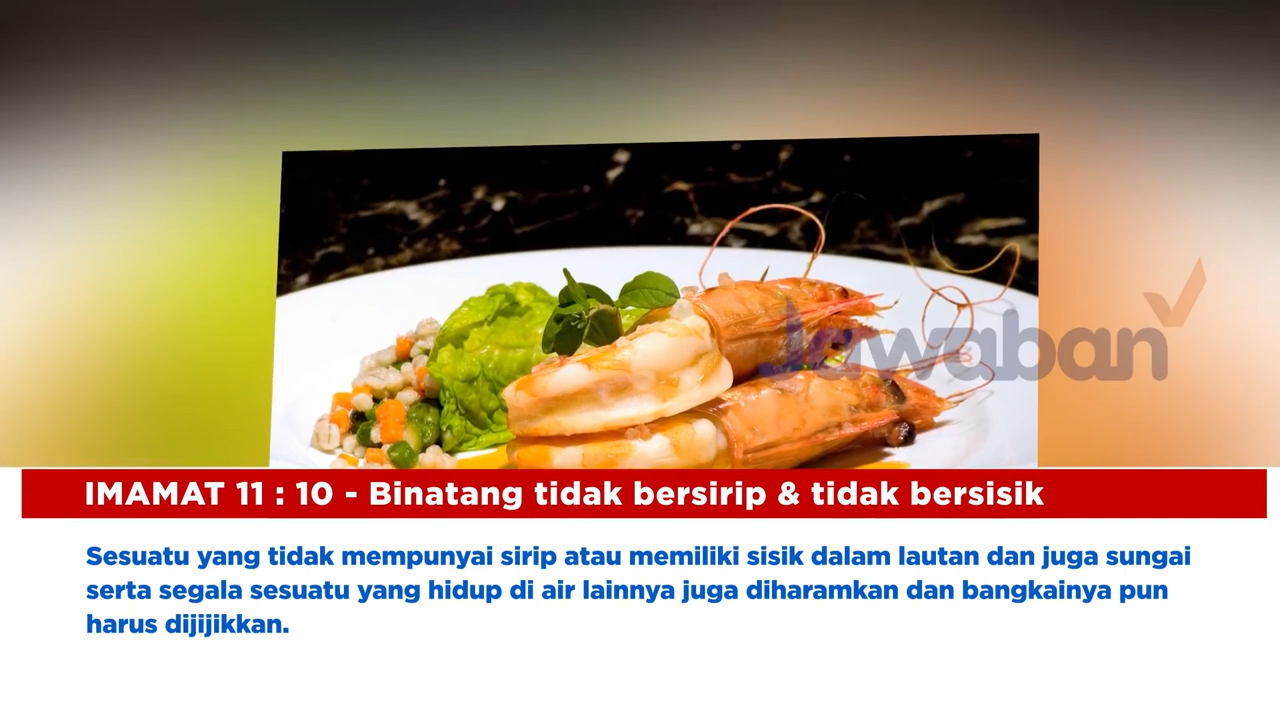 Jawaban
IMAMAT 11 : 10 - Binatang tidak bersirip & tidak bersisik
Sesuatu yang tidak mempunyai sirip atau memiliki sisik dalam lautan dan juga sungai
serta segala sesuatu yang hidup di air lainnya juga diharamkan dan bangkainya pun
harus dijijikkan.